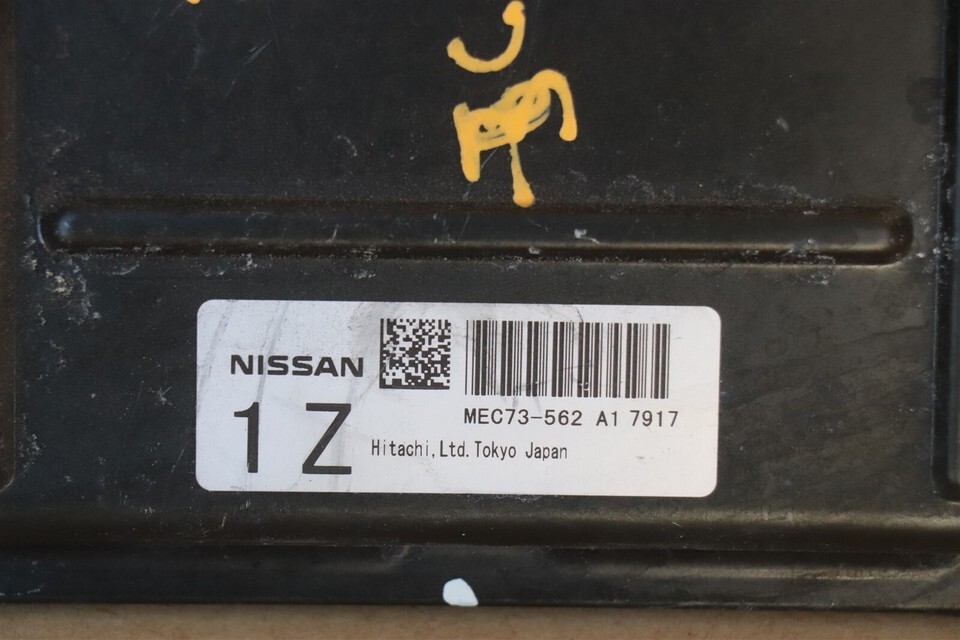 NISSAN
MEC73-562 A1 7917
1Z
Hitachi,Ltd.Tokyo Japan